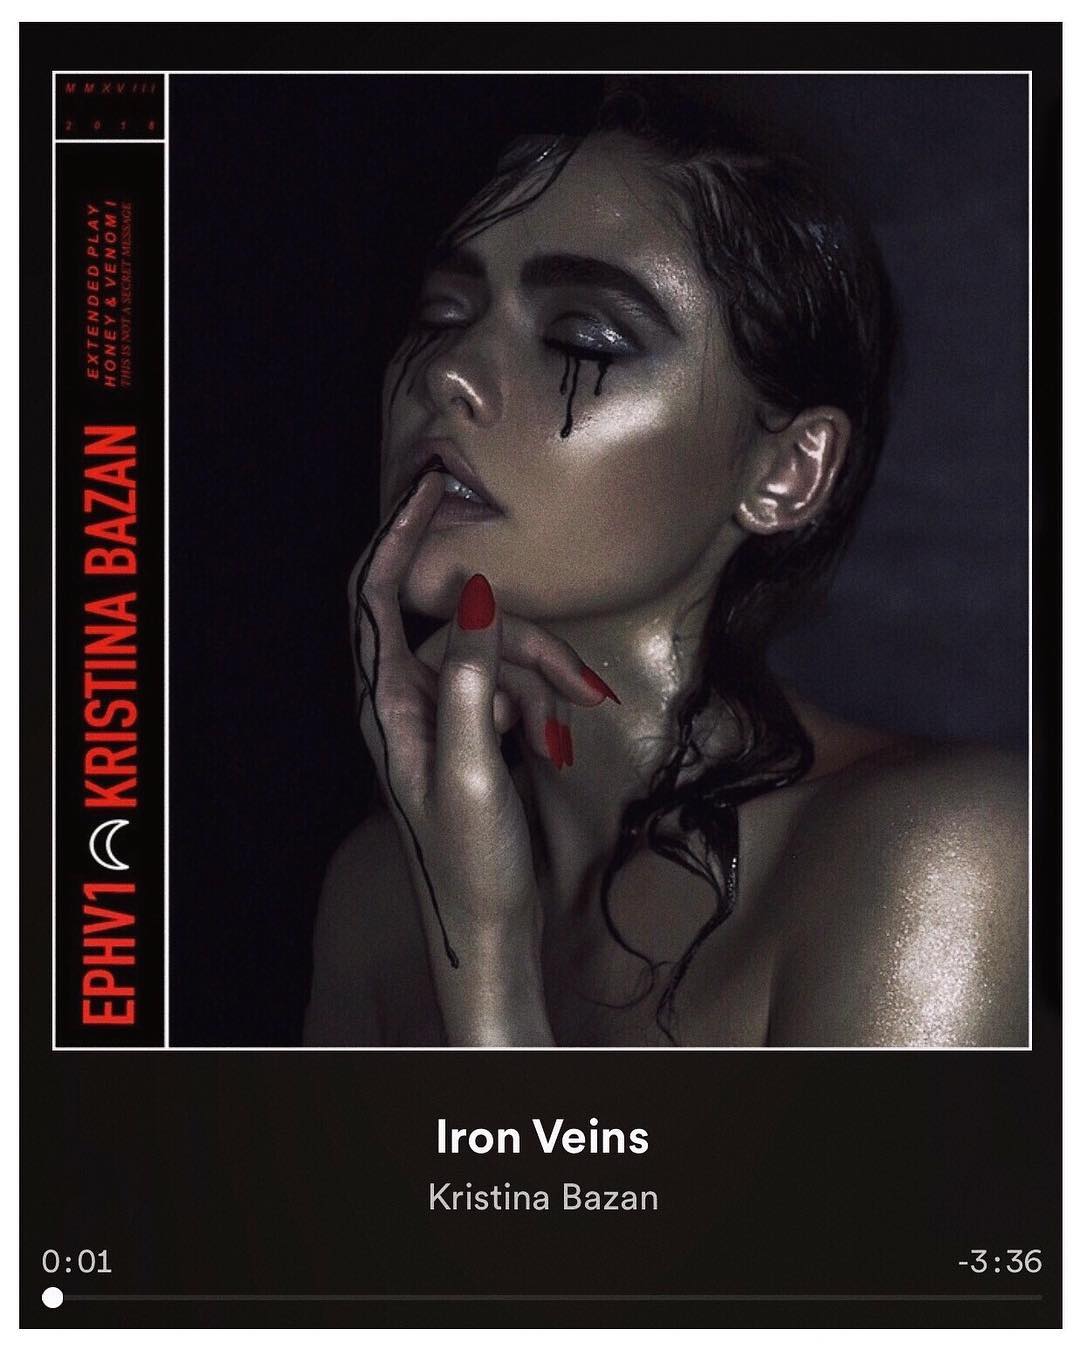 MMXVIII
2018
EXTENDED PLAY
HONEY & VENOM I
THIS IS NOT A SECRET MESSAGE
EPHV1 KRISTINA BAZAN
Iron Veins
Kristina Bazan
0:01
-3:36